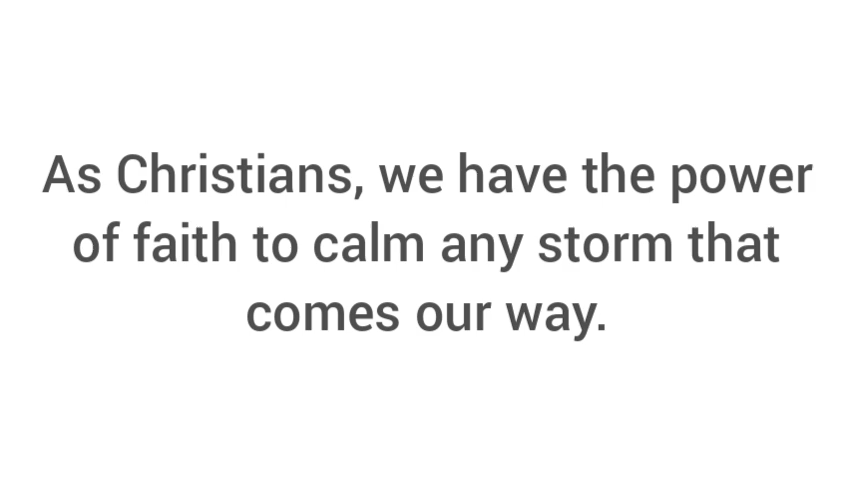 As Christians, we have the power
of faith to calm any storm that
comes our way.